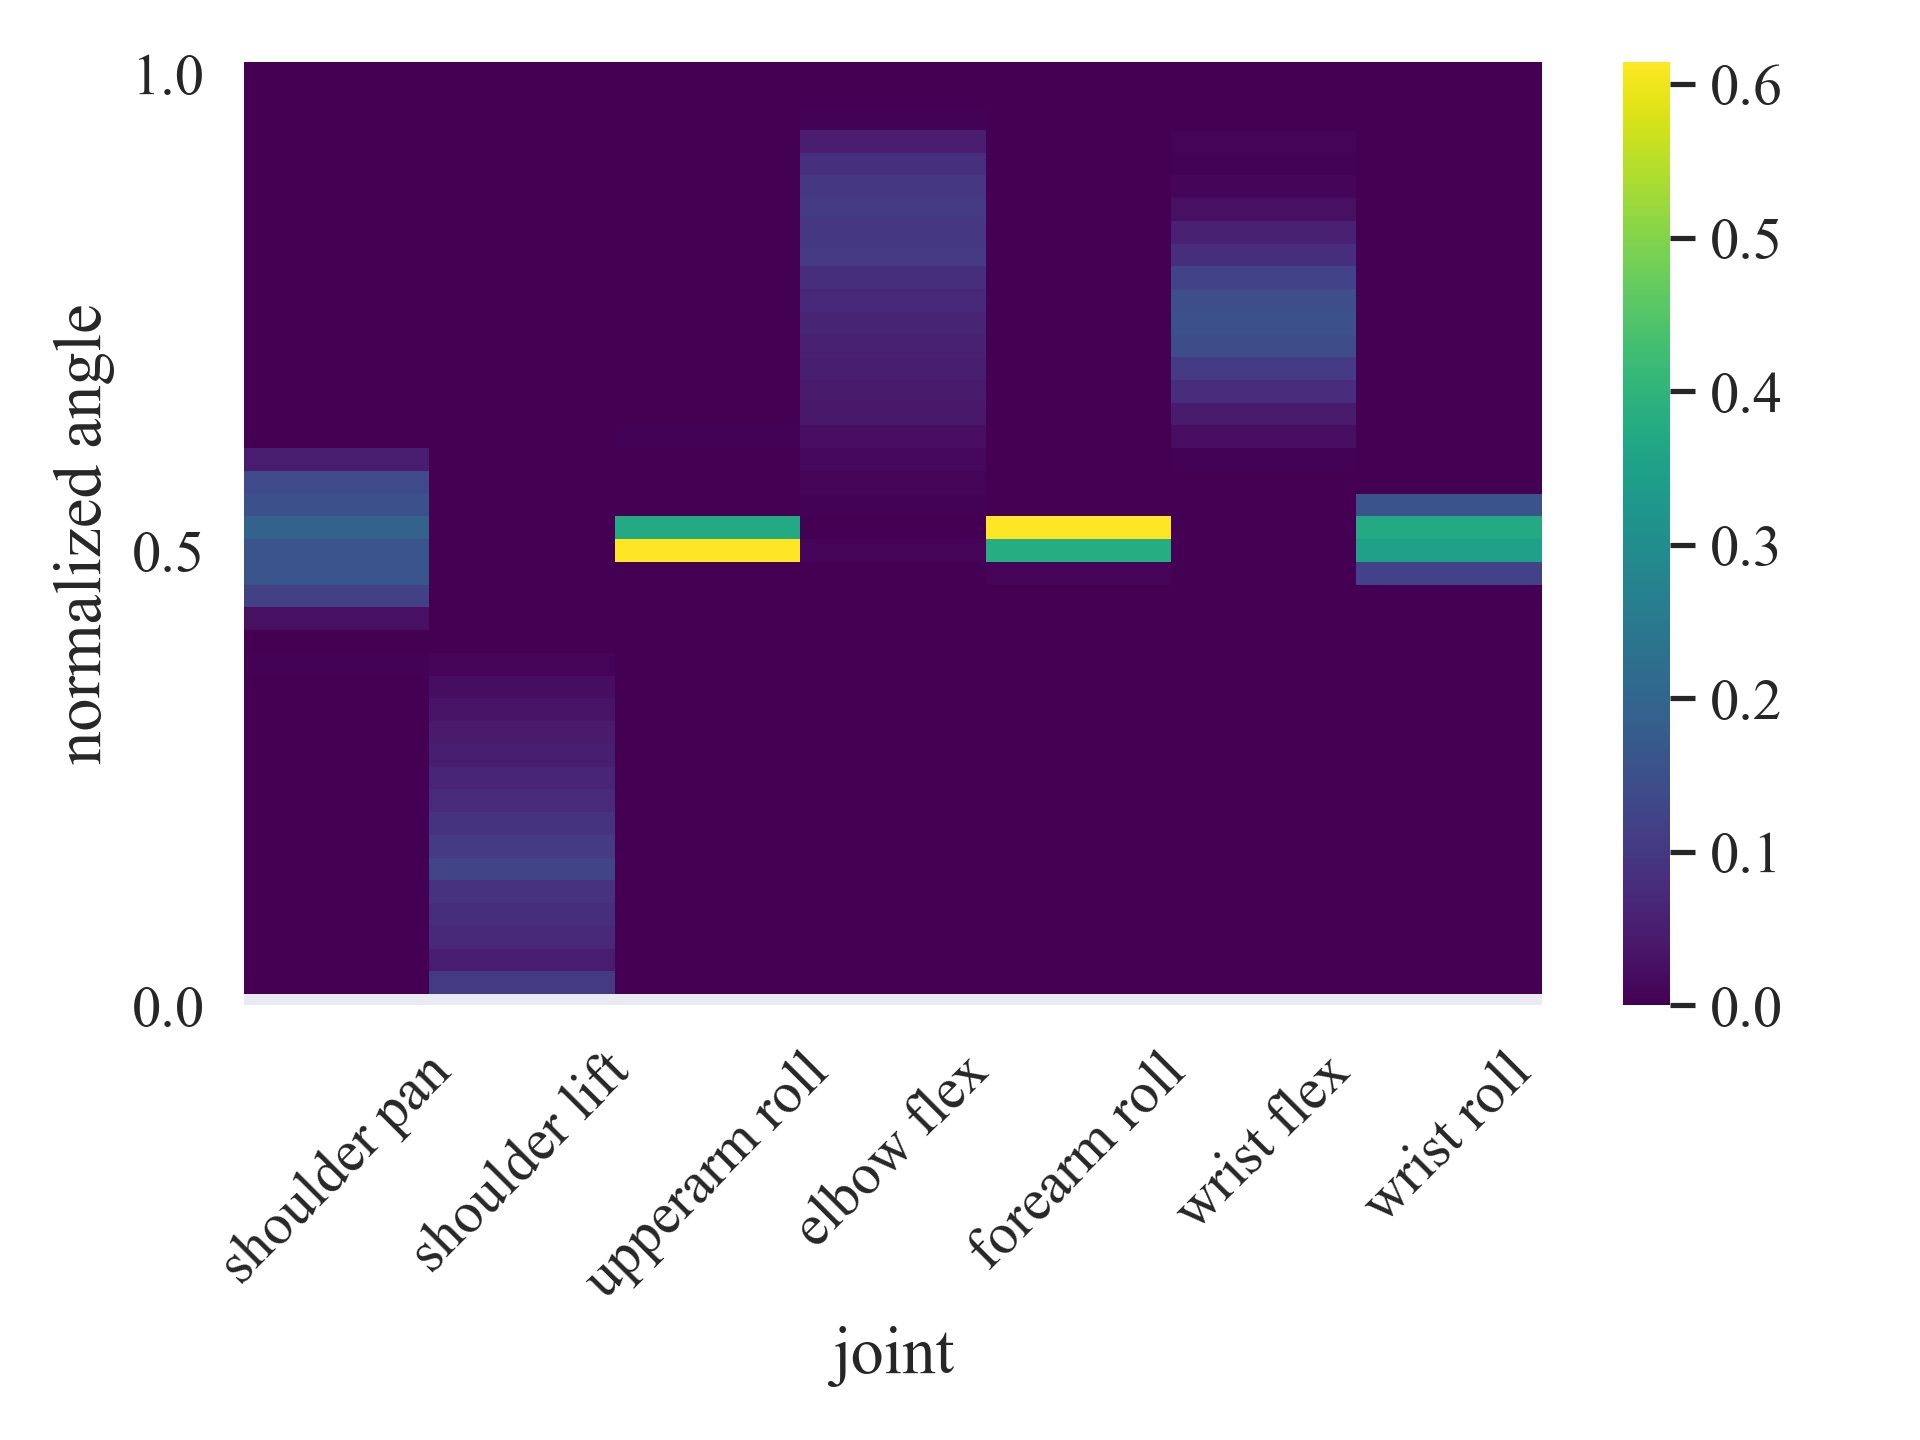 1.0
0.5
0.0
normalized angle
shoulder pan
shoulder lift
upperarm roll
elbow flex
forearm roll
wrist flex
wrist roll
joint
0.6
0.5
0.4
0.3
0.2
0.1
0.0